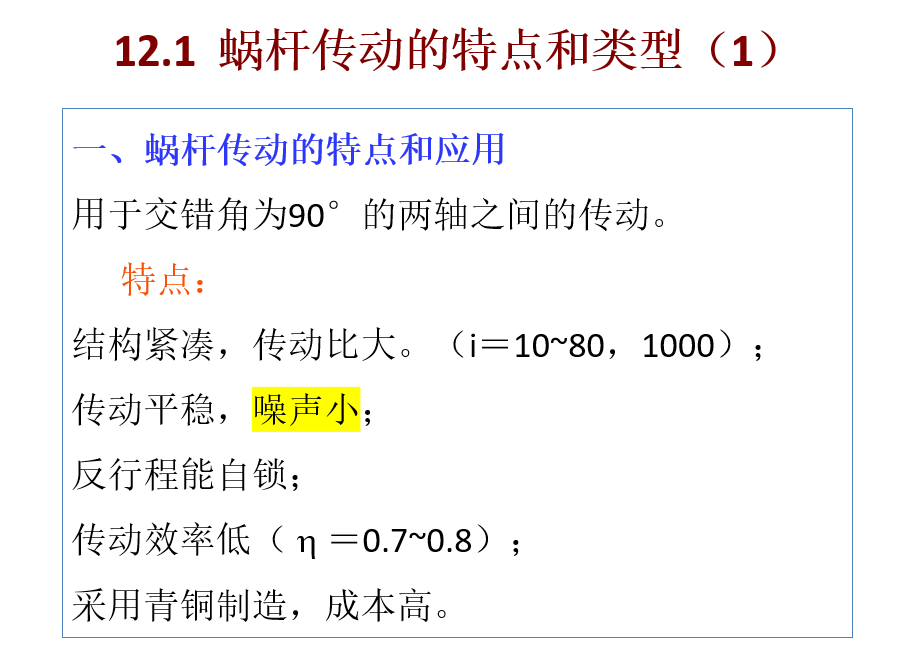 12.1 蜗杆传动的特点和类型（1）
一、蜗杆传动的特点和应用
用于交错角为90°的两轴之间的传动。
特点：
结构紧凑，传动比大。（i＝10~80，1000）；
传动平稳，噪声小；
反行程能自锁；
传动效率低（ η ＝0.7~0.8）；
采用青铜制造，成本高。